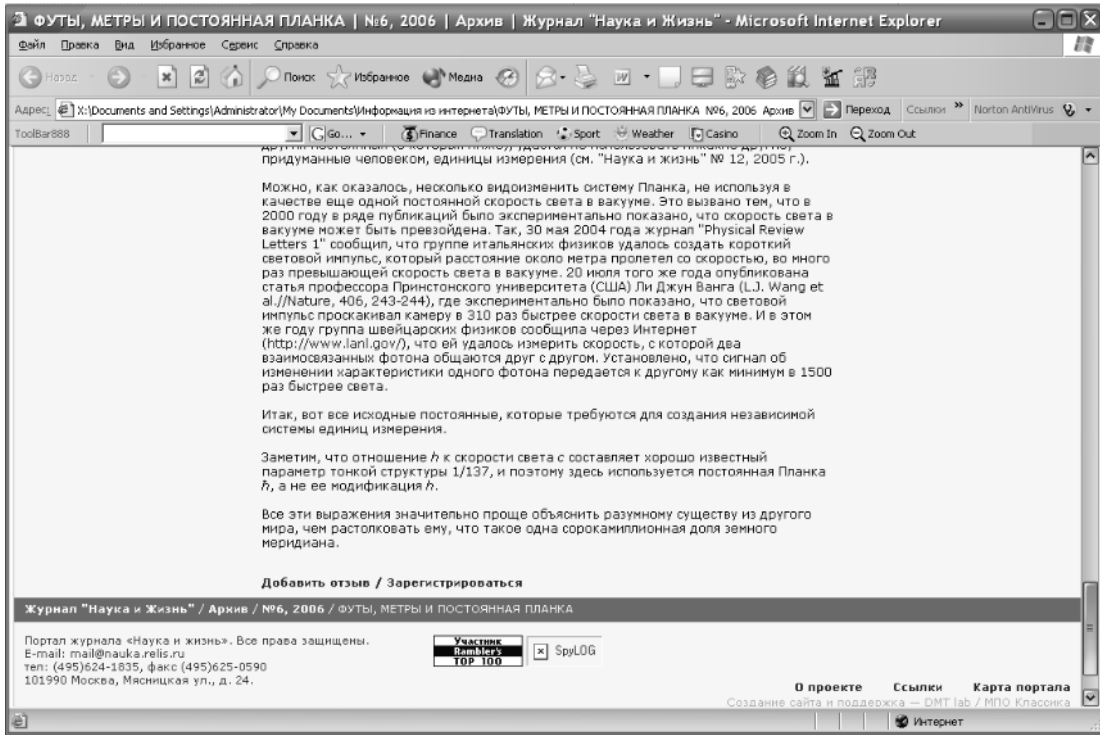 ФУТЫ, МЕТРЫ И ПОСТОЯННАЯ ПЛАНКА | №6, 2006 | Архив | Журнал "Наука и Жизнь" - Microsoft Internet Explorer
Файл Правка Вид Избранное Сервис Справка
Назад Поиск Избранное Медиа
Адрес: X:\Documents and Settings\Administrator\My Documents\Информация из интернета\ФУТЫ, МЕТРЫ И ПОСТОЯННАЯ ПЛАНКА №6, 2006 Архив Переход Ссылки » Norton AntiVirus
ToolBar888 Go... Finance Translation Sport Weather Casino Zoom In Zoom Out
придуманные человеком, единицы измерения (см. "Наука и жизнь" № 12, 2005 г.).
Можно, как оказалось, несколько видоизменить систему Планка, не используя в
качестве еще одной постоянной скорость света в вакууме. Это вызвано тем, что в
2000 году в ряде публикаций было экспериментально показано, что скорость света в
вакууме может быть превзойдена. Так, 30 мая 2004 года журнал "Physical Review
Letters 1" сообщил, что группе итальянских физиков удалось создать короткий
световой импульс, который расстояние около метра пролетел со скоростью, во много
раз превышающей скорость света в вакууме. 20 июля того же года опубликована
статья профессора Принстонского университета (США) Ли Джун Ванга (L.J. Wang et
al.//Nature, 406, 243-244), где экспериментально было показано, что световой
импульс проскакивал камеру в 310 раз быстрее скорости света в вакууме. И в этом
же году группа швейцарских физиков сообщила через Интернет
(http://www.lanl.gov/), что ей удалось измерить скорость, с которой два
взаимосвязанных фотона общаются друг с другом. Установлено, что сигнал об
изменении характеристики одного фотона передается к другому как минимум в 1500
раз быстрее света.
Итак, вот все исходные постоянные, которые требуются для создания независимой
системы единиц измерения.
Заметим, что отношение ℏ к скорости света c составляет хорошо известный
параметр тонкой структуры 1/137, и поэтому здесь используется постоянная Планка
ℏ, а не ее модификация h.
Все эти выражения значительно проще объяснить разумному существу из другого
мира, чем растолковать ему, что такое одна сорокамиллионная доля земного
меридиана.
Добавить отзыв / Зарегистрироваться
Журнал "Наука и Жизнь" / Архив / №6, 2006 / ФУТЫ, МЕТРЫ И ПОСТОЯННАЯ ПЛАНКА
Портал журнала «Наука и жизнь». Все права защищены.
E-mail: mail@nauka.relis.ru
тел: (495)624-1835, факс (495)625-0590
101990 Москва, Мясницкая ул., д. 24.
Участник
Rambler's
TOP 100
SpyLOG
О проекте Ссылки Карта портала
Создание сайта и поддержка — DMT lab / МПО Классика
Интернет